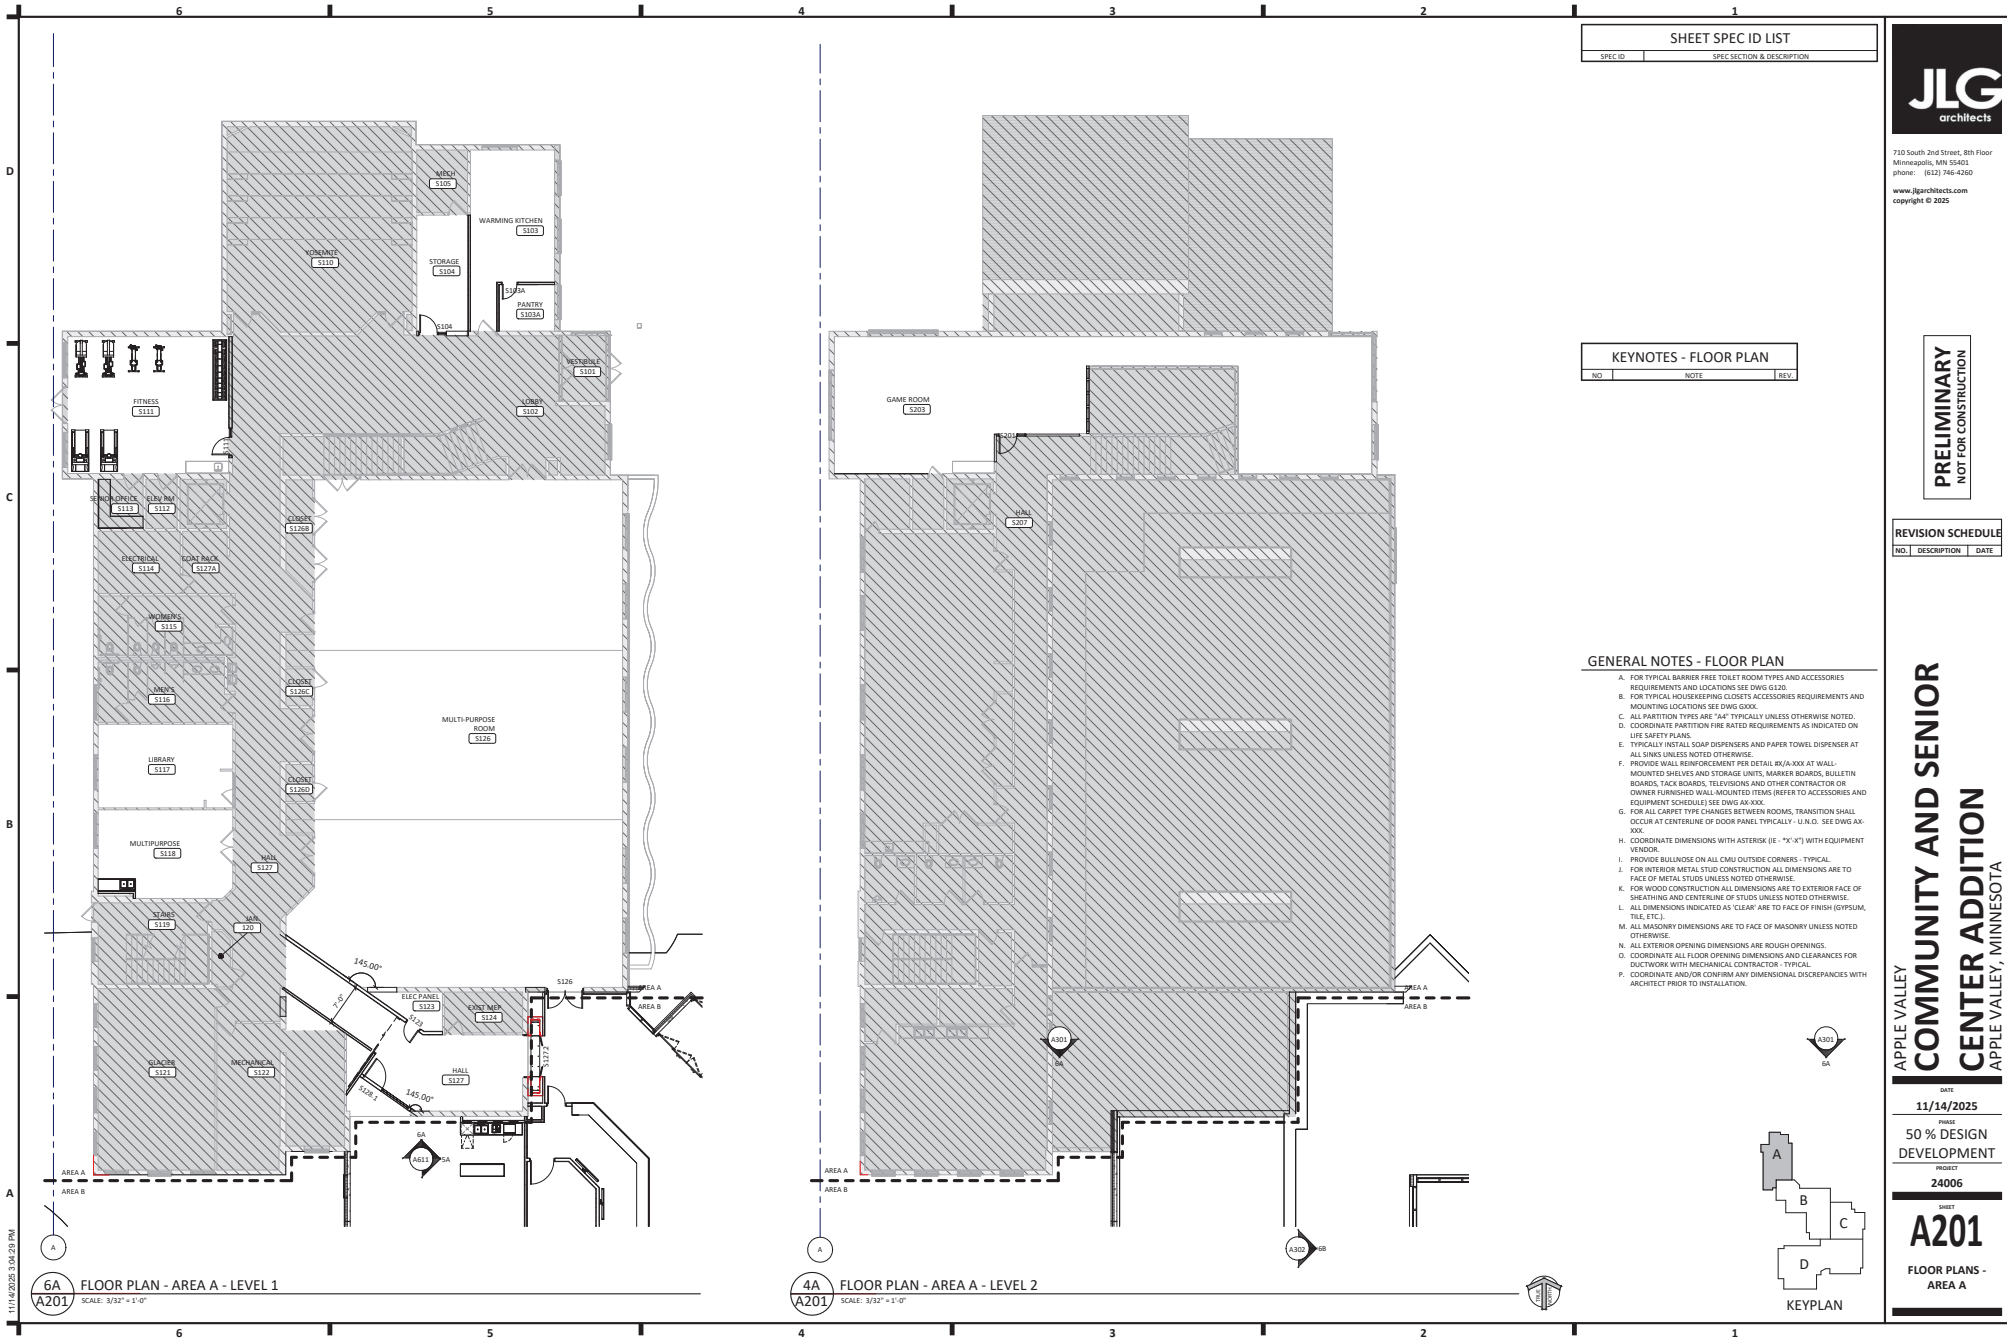 6 5 4 3 2 1
D
C
B
A
SHEET SPEC ID LIST
SPEC ID SPEC SECTION & DESCRIPTION
JLG
architects
710 South 2nd Street, 8th Floor
Minneapolis, MN 55401
phone: (612) 746-4260
www.jlgarchitects.com
copyright © 2025
PRELIMINARY
NOT FOR CONSTRUCTION
REVISION SCHEDULE
NO. DESCRIPTION DATE
KEYNOTES - FLOOR PLAN
NO NOTE REV.
GENERAL NOTES - FLOOR PLAN
A. FOR TYPICAL BARRIER FREE TOILET ROOM TYPES AND ACCESSORIES
REQUIREMENTS AND LOCATIONS SEE DWG G120.
B. FOR TYPICAL HOUSEKEEPING CLOSETS ACCESSORIES REQUIREMENTS AND
MOUNTING LOCATIONS SEE DWG GXXX.
C. ALL PARTITION TYPES ARE "A4" TYPICALLY UNLESS OTHERWISE NOTED.
D. COORDINATE PARTITION FIRE RATED REQUIREMENTS AS INDICATED ON
LIFE SAFETY PLANS.
E. TYPICALLY INSTALL SOAP DISPENSERS AND PAPER TOWEL DISPENSER AT
ALL SINKS UNLESS NOTED OTHERWISE.
F. PROVIDE WALL REINFORCEMENT PER DETAIL #X/A-XXX AT WALL-
MOUNTED SHELVES AND STORAGE UNITS, MARKER BOARDS, BULLETIN
BOARDS, TACK BOARDS, TELEVISIONS AND OTHER CONTRACTOR OR
OWNER FURNISHED WALL-MOUNTED ITEMS (REFER TO ACCESSORIES AND
EQUIPMENT SCHEDULE) SEE DWG AX-XXX.
G. FOR ALL CARPET TYPE CHANGES BETWEEN ROOMS, TRANSITION SHALL
OCCUR AT CENTERLINE OF DOOR PANEL TYPICALLY - U.N.O. SEE DWG AX-
XXX.
H. COORDINATE DIMENSIONS WITH ASTERISK (IE - *X'-X") WITH EQUIPMENT
VENDOR.
I. PROVIDE BULLNOSE ON ALL CMU OUTSIDE CORNERS - TYPICAL.
J. FOR INTERIOR METAL STUD CONSTRUCTION ALL DIMENSIONS ARE TO
FACE OF METAL STUDS UNLESS NOTED OTHERWISE.
K. FOR WOOD CONSTRUCTION ALL DIMENSIONS ARE TO EXTERIOR FACE OF
SHEATHING AND CENTERLINE OF STUDS UNLESS NOTED OTHERWISE.
L. ALL DIMENSIONS INDICATED AS 'CLEAR' ARE TO FACE OF FINISH (GYPSUM,
TILE, ETC.).
M. ALL MASONRY DIMENSIONS ARE TO FACE OF MASONRY UNLESS NOTED
OTHERWISE.
N. ALL EXTERIOR OPENING DIMENSIONS ARE ROUGH OPENINGS.
O. COORDINATE ALL FLOOR OPENING DIMENSIONS AND CLEARANCES FOR
DUCTWORK WITH MECHANICAL CONTRACTOR - TYPICAL.
P. COORDINATE AND/OR CONFIRM ANY DIMENSIONAL DISCREPANCIES WITH
ARCHITECT PRIOR TO INSTALLATION.
MECH
S105
WARMING KITCHEN
S103
YOSEMITE
S110
STORAGE
S104
S103A
PANTRY
S103A
S104
VESTIBULE
S101
FITNESS
S111
LOBBY
S102
S111
SENIOR OFFICE
S113
ELEV RM
S112
CLOSET
S126B
ELECTRICAL
S114
COAT RACK
S127A
WOMEN'S
S115
MEN'S
S116
CLOSET
S126C
MULTI-PURPOSE
ROOM
S126
LIBRARY
S117
CLOSET
S126D
MULTIPURPOSE
S118
HALL
S127
STAIRS
S119
JAN
120
145.00°
7'-0"
ELEC PANEL
S123
S123
EXIST MEP
S124
S126
AREA A
AREA B
S127.2
GLACIER
S121
MECHANICAL
S122
HALL
S127
S128.1
145.00°
6A
A611
5A
AREA A
AREA B
A
6A
A201
FLOOR PLAN - AREA A - LEVEL 1
SCALE: 3/32" = 1'-0"
GAME ROOM
S203
S201
HALL
S207
AREA A
AREA B
A301
6A
A301
6A
AREA A
AREA B
A
A302
6B
4A
A201
FLOOR PLAN - AREA A - LEVEL 2
SCALE: 3/32" = 1'-0"
TRUE
NORTH
A
B
C
D
KEYPLAN
APPLE VALLEY
COMMUNITY AND SENIOR
CENTER ADDITION
APPLE VALLEY, MINNESOTA
DATE
11/14/2025
PHASE
50 % DESIGN
DEVELOPMENT
PROJECT
24006
SHEET
A201
FLOOR PLANS -
AREA A
11/14/2025 3:04:29 PM
6 5 4 3 2 1